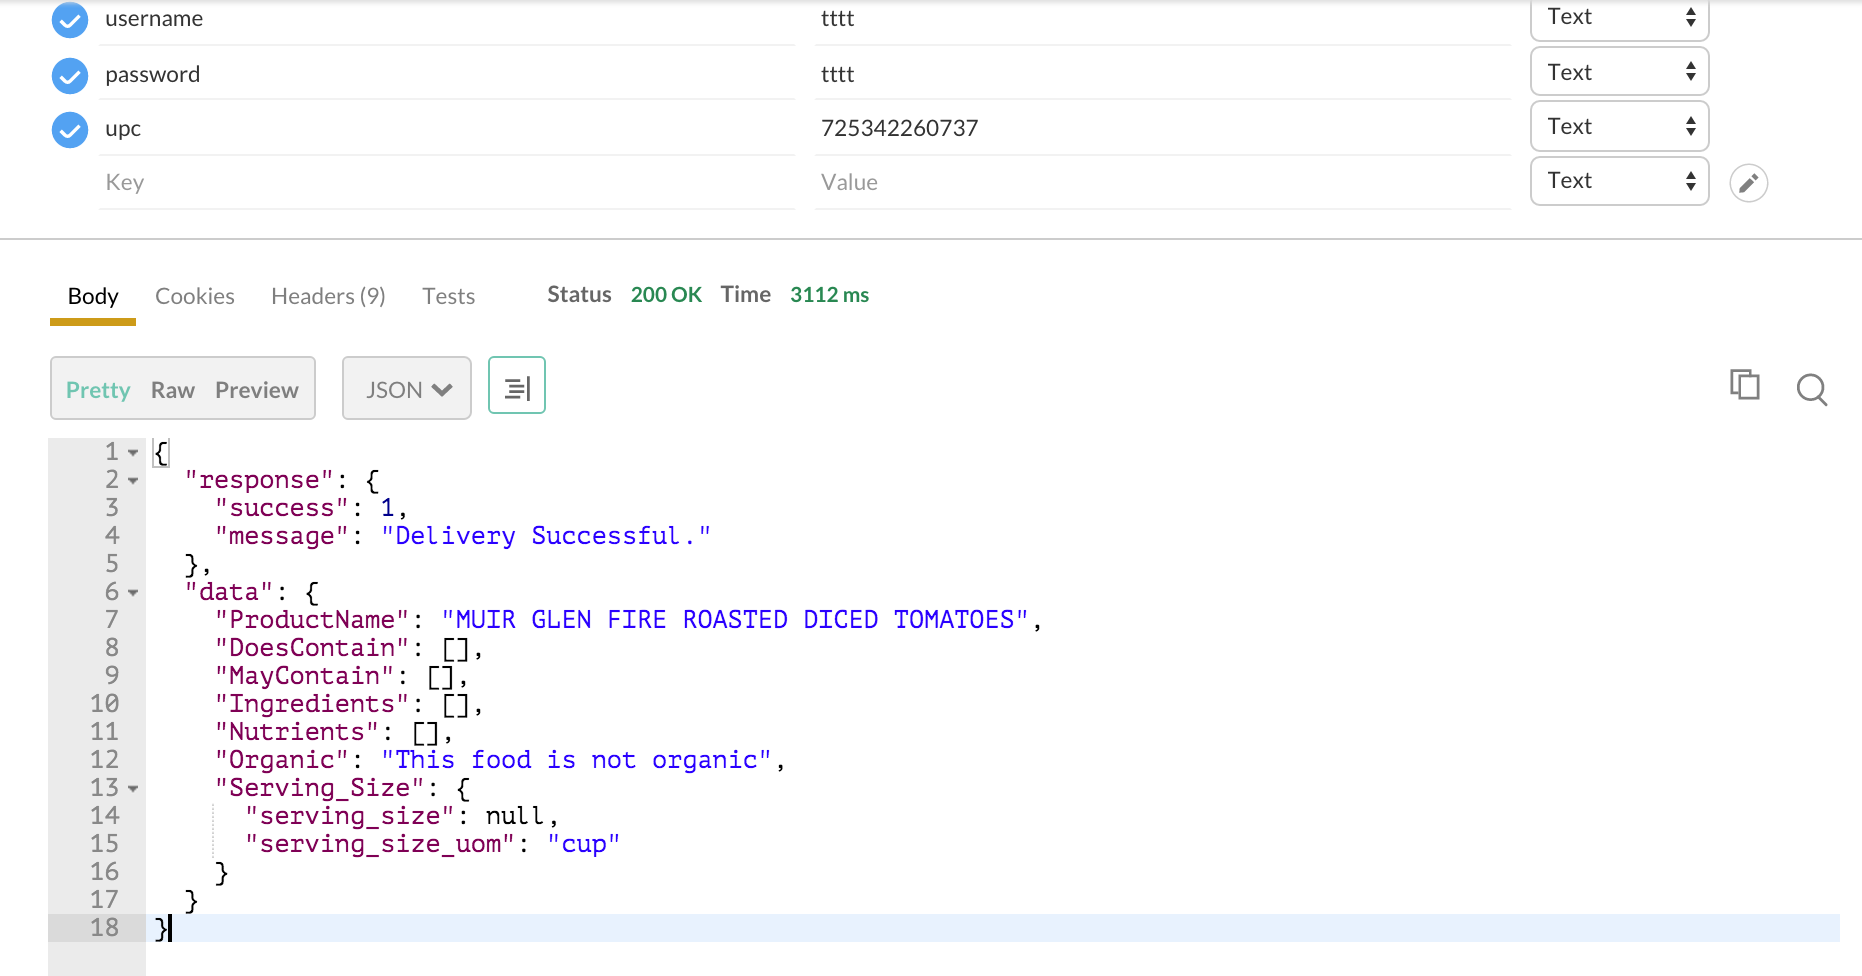 username tttt Text
password tttt Text
upc 725342260737 Text
Key Value Text
Body Cookies Headers (9) Tests Status 200 OK Time 3112 ms
Pretty Raw Preview JSON
1 {
2 "response": {
3 "success": 1,
4 "message": "Delivery Successful."
5 },
6 "data": {
7 "ProductName": "MUIR GLEN FIRE ROASTED DICED TOMATOES",
8 "DoesContain": [],
9 "MayContain": [],
10 "Ingredients": [],
11 "Nutrients": [],
12 "Organic": "This food is not organic",
13 "Serving_Size": {
14 "serving_size": null,
15 "serving_size_uom": "cup"
16 }
17 }
18 }